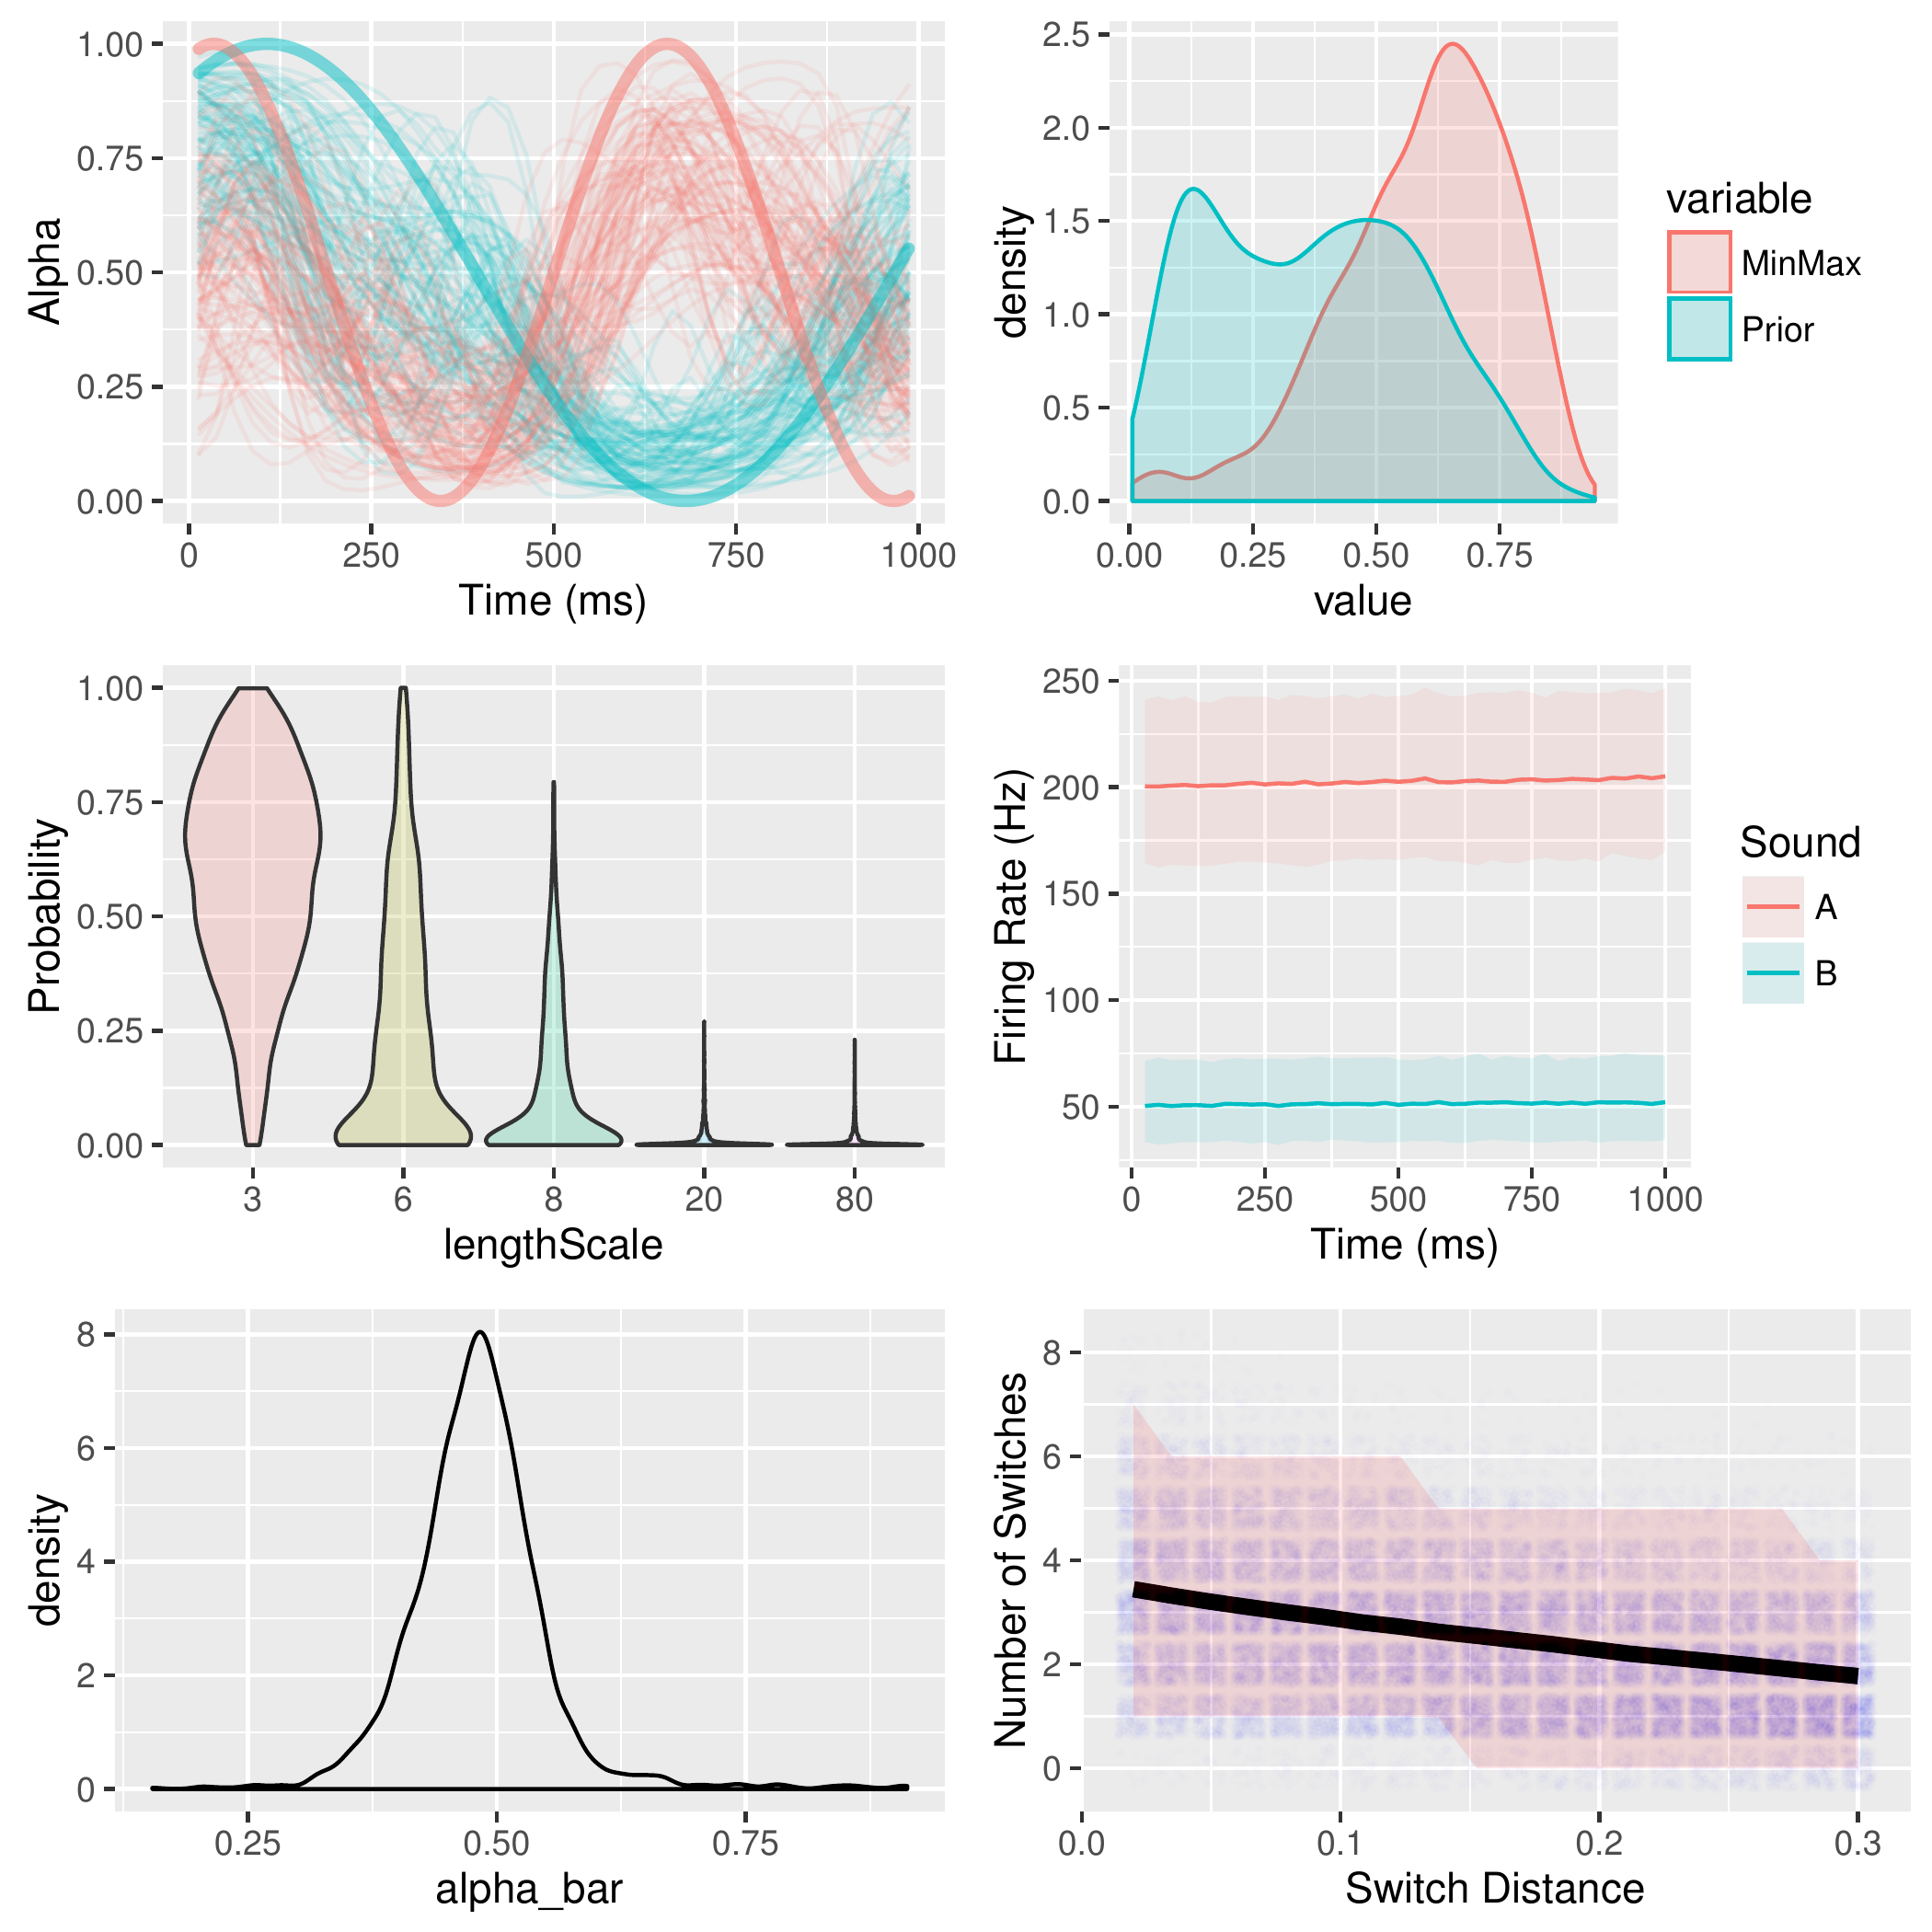 1.00
0.75
0.50
0.25
0.00
Alpha
0 250 500 750 1000
Time (ms)
2.5
2.0
1.5
1.0
0.5
0.0
density
0.00 0.25 0.50 0.75
value
variable
MinMax
Prior
1.00
0.75
0.50
0.25
0.00
Probability
3 6 8 20 80
lengthScale
250
200
150
100
50
Firing Rate (Hz)
0 250 500 750 1000
Time (ms)
Sound
A
B
8
6
4
2
0
density
0.25 0.50 0.75
alpha_bar
8
6
4
2
0
Number of Switches
0.0 0.1 0.2 0.3
Switch Distance